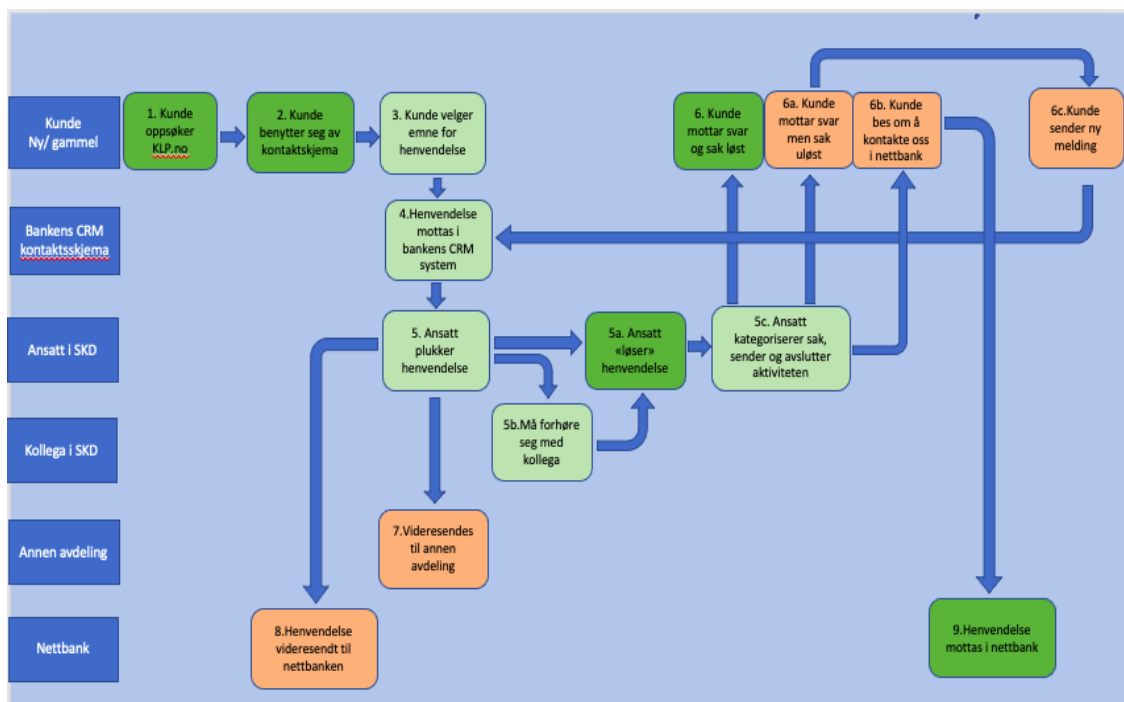 Kunde
Ny/ gammel
1. Kunde
oppsøker
KLP.no
2. Kunde
benytter seg av
kontaktskjema
3. Kunde velger
emne for
henvendelse
6. Kunde
mottar svar
og sak løst
6a. Kunde
mottar svar
men sak
uløst
6b. Kunde
bes om å
kontakte oss
i nettbank
6c.Kunde
sender ny
melding
Bankens CRM
kontaktsskjema
4.Henvendelse
mottas i
bankens CRM
system
Ansatt i SKD
5. Ansatt
plukker
henvendelse
5a. Ansatt
«løser»
henvendelse
5c. Ansatt
kategoriserer sak,
sender og avslutter
aktiviteten
Kollega i SKD
5b.Må forhøre
seg med
kollega
Annen avdeling
7.Videresendes
til annen
avdeling
Nettbank
8.Henvendelse
videresendt til
nettbanken
9.Henvendelse
mottas i nettbank